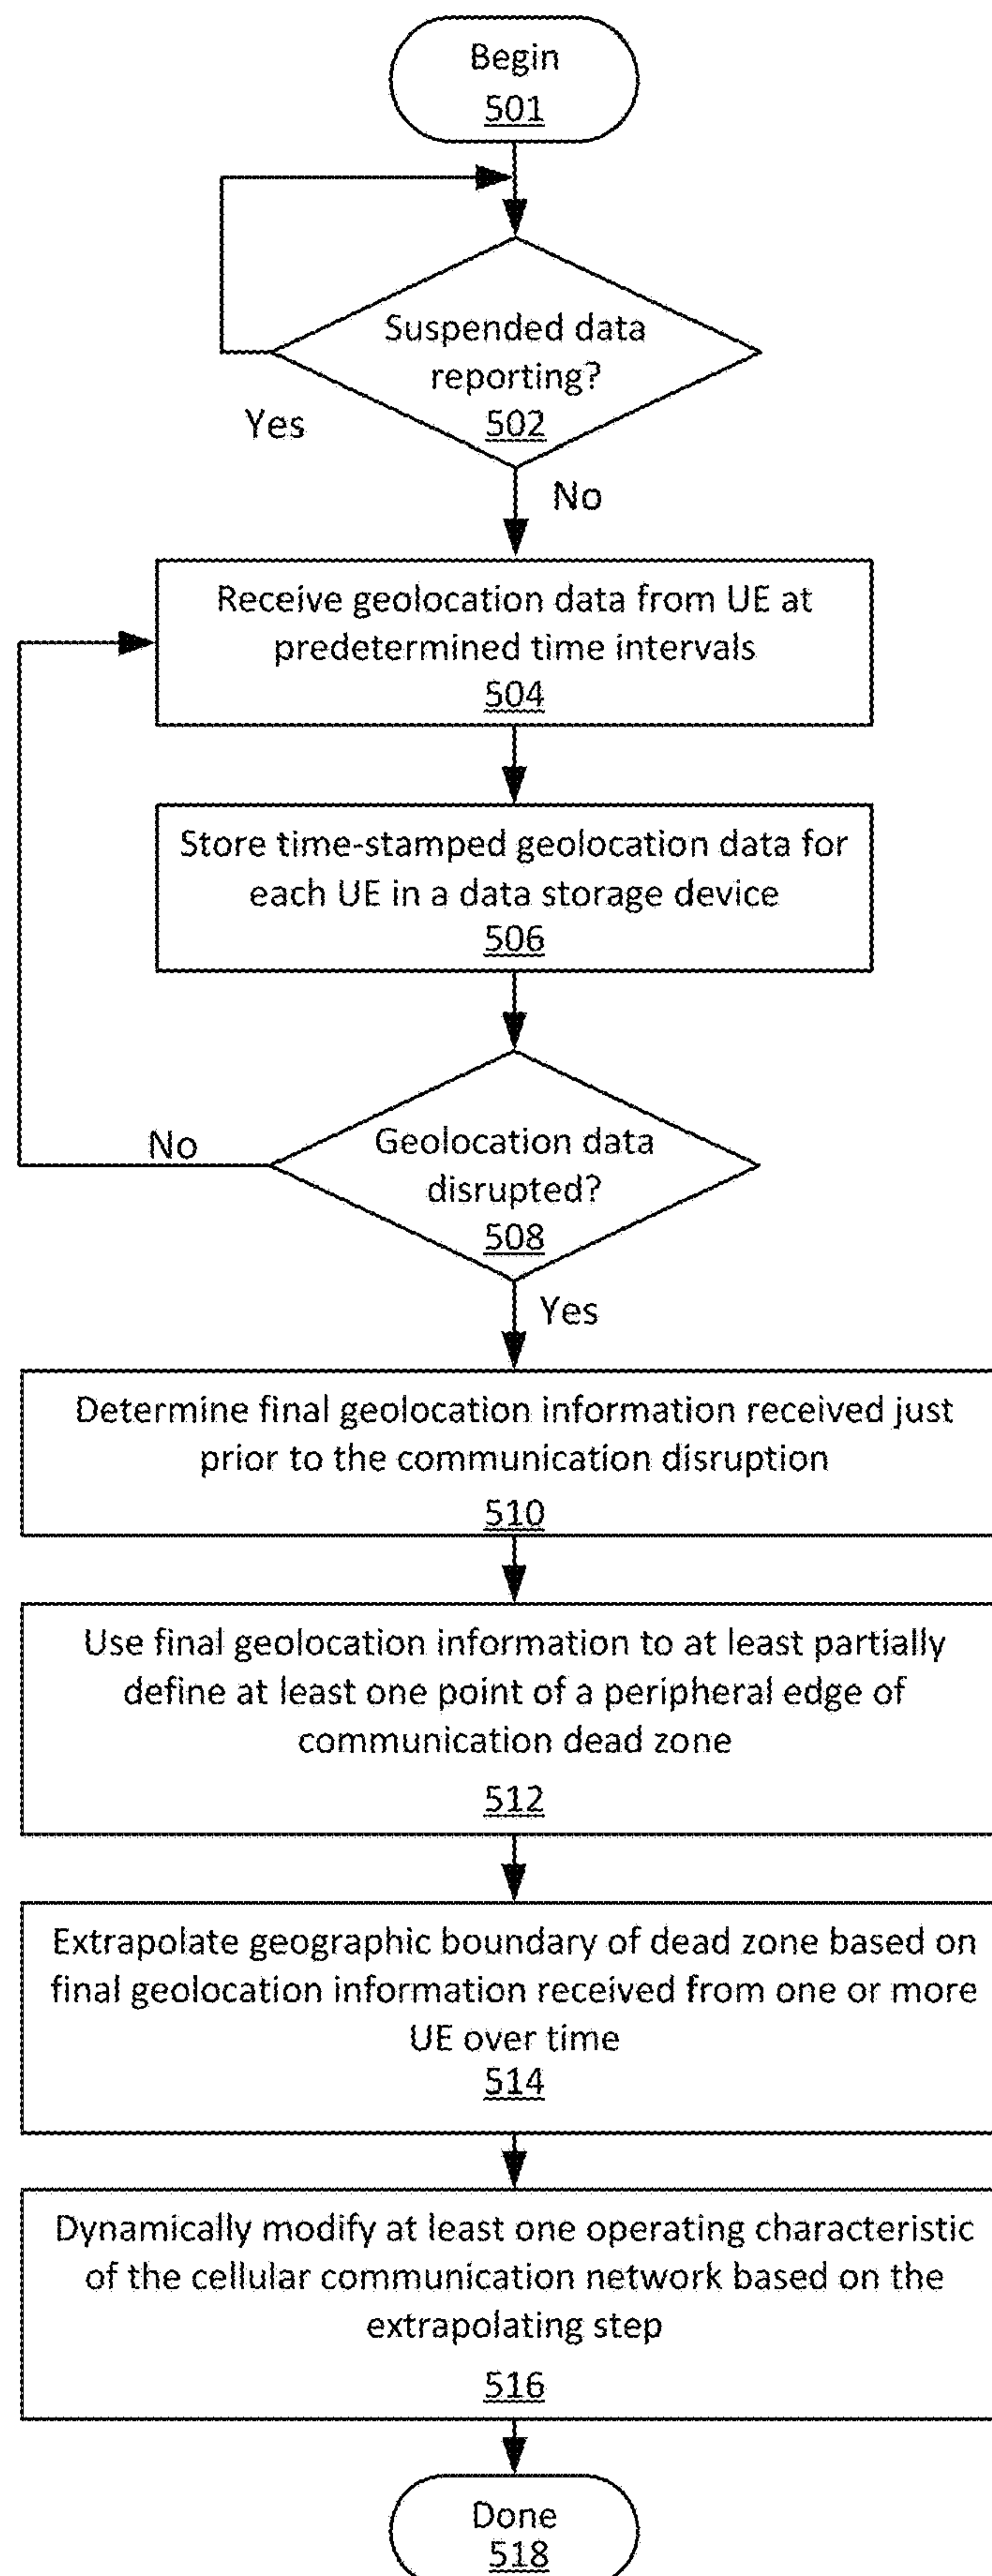 Begin
501
Suspended data
reporting?
502
Yes
No
Receive geolocation data from UE at
predetermined time intervals
504
Store time-stamped geolocation data for
each UE in a data storage device
506
Geolocation data
disrupted?
508
No
Yes
Determine final geolocation information received just
prior to the communication disruption
510
Use final geolocation information to at least partially
define at least one point of a peripheral edge of
communication dead zone
512
Extrapolate geographic boundary of dead zone based on
final geolocation information received from one or more
UE over time
514
Dynamically modify at least one operating characteristic
of the cellular communication network based on the
extrapolating step
516
Done
518